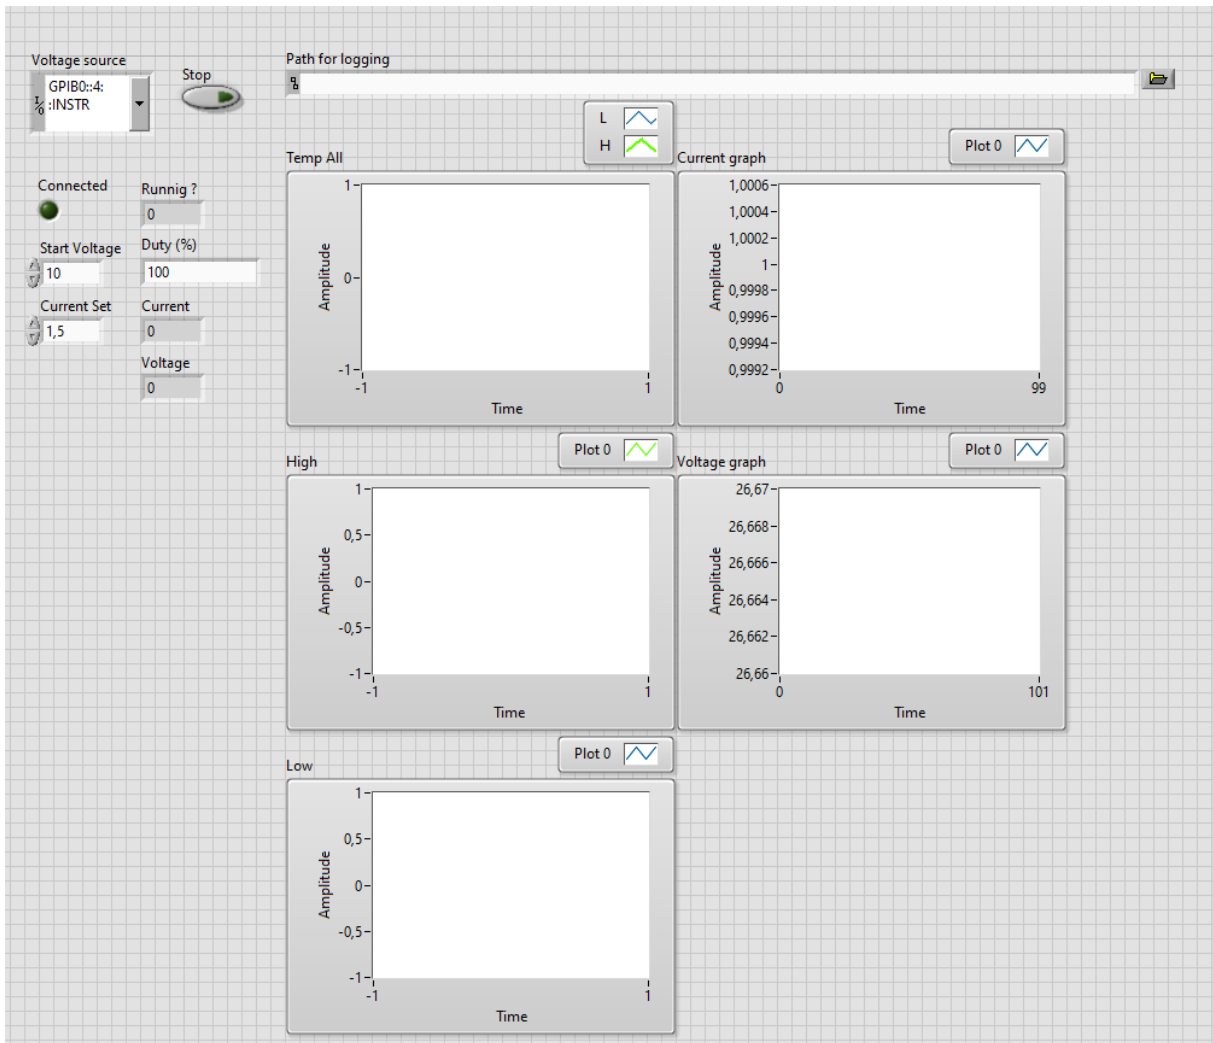 Voltage source
GPIB0::4:
:INSTR
Stop
Path for logging
Connected
Runnig ?
0
Start Voltage
10
Duty (%)
100
Current Set
1,5
Current
0
Voltage
0
L
H
Temp All
Amplitude
1
0
-1
-1
1
Time
Plot 0
Current graph
Amplitude
1,0006
1,0004
1,0002
1
0,9998
0,9996
0,9994
0,9992
0
99
Time
Plot 0
High
Amplitude
1
0,5
0
-0,5
-1
-1
1
Time
Plot 0
Voltage graph
Amplitude
26,67
26,668
26,666
26,664
26,662
26,66
0
101
Time
Plot 0
Low
Amplitude
1
0,5
0
-0,5
-1
-1
1
Time